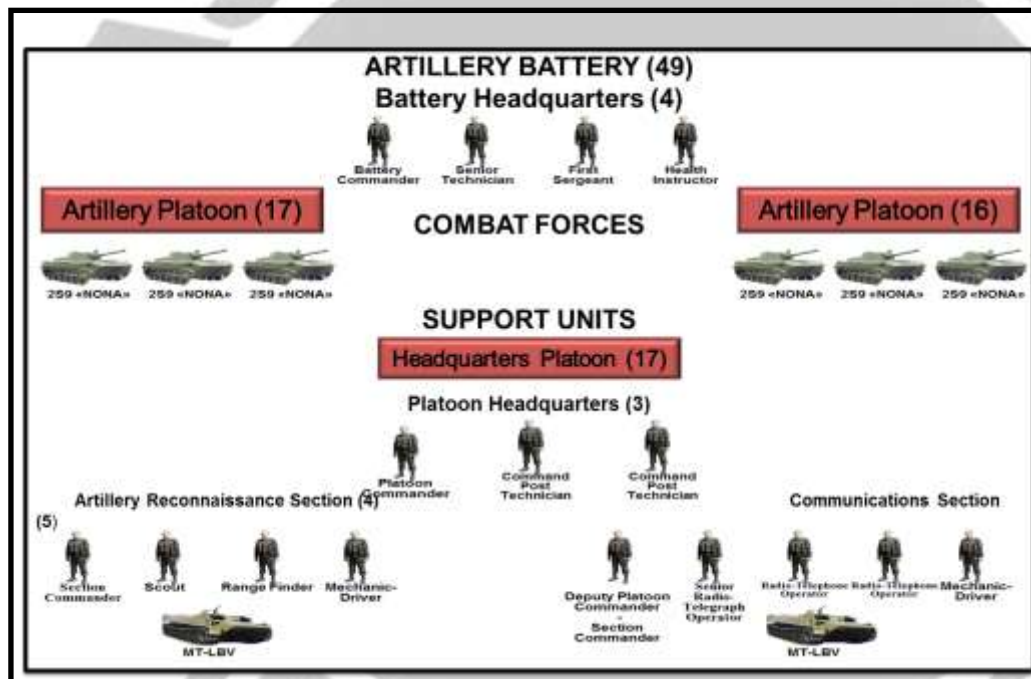 ARTILLERY BATTERY (49)
Battery Headquarters (4)
Battery Commander
Senior Technician
First Sergeant
Health Instructor
Artillery Platoon (17)
COMBAT FORCES
Artillery Platoon (16)
2S9 «NONA»
2S9 «NONA»
2S9 «NONA»
2S9 «NONA»
2S9 «NONA»
2S9 «NONA»
SUPPORT UNITS
Headquarters Platoon (17)
Platoon Headquarters (3)
Platoon Commander
Command Post Technician
Command Post Technician
Artillery Reconnaissance Section (4)
Communications Section
(5)
Section Commander
Scout
Range Finder
Mechanic-Driver
Deputy Platoon Commander - Section Commander
Senior Radio-Telegraph Operator
Radio-Telephone Operator
Radio-Telephone Operator
Mechanic-Driver
MT-LBV
MT-LBV